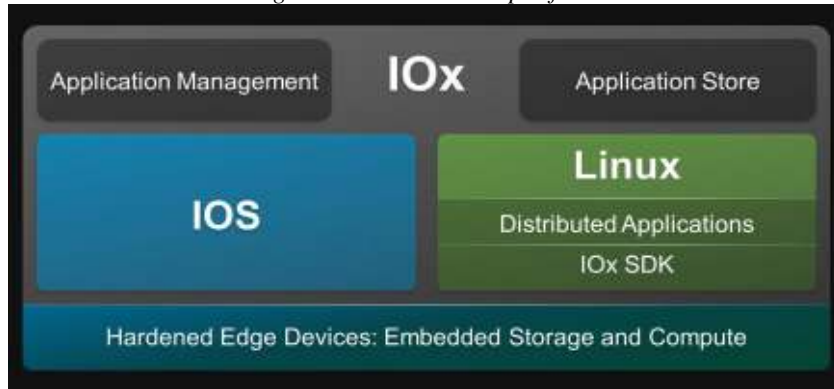 Application Management
IOx
Application Store
IOS
Linux
Distributed Applications
IOx SDK
Hardened Edge Devices: Embedded Storage and Compute